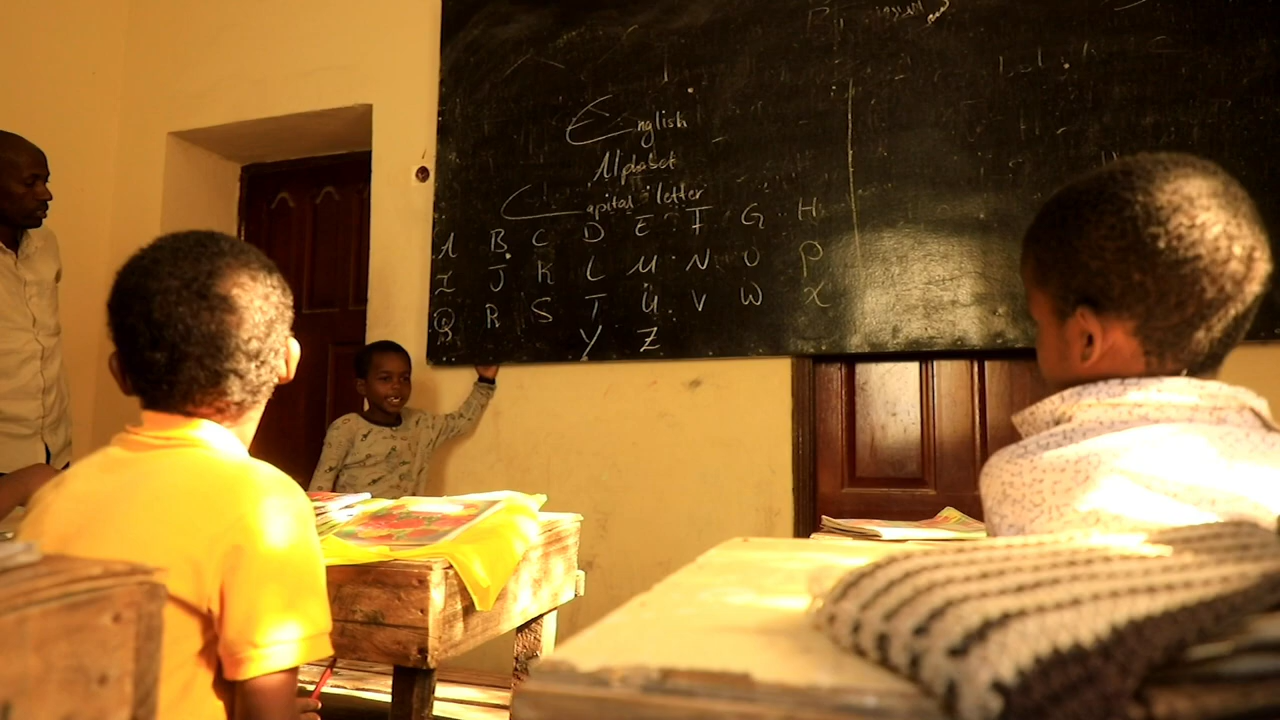 English
Alphabet
Capital letter
A B C D E F G H
I J K L M N O P
Q R S T U V W X
Y Z